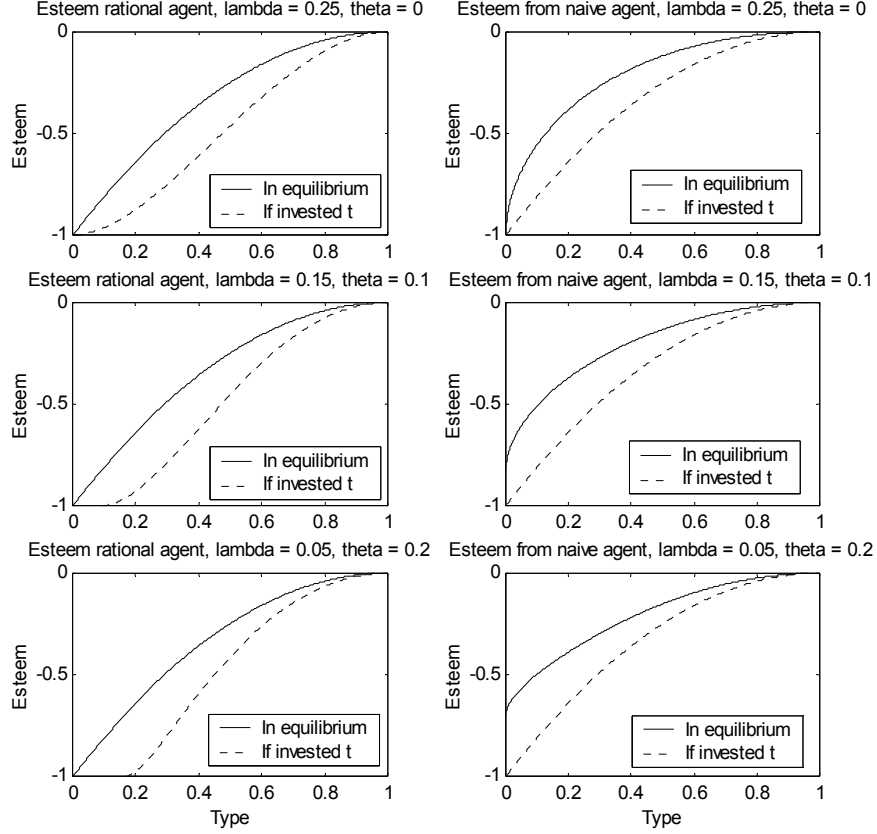 Esteem rational agent, lambda = 0.25, theta = 0
0
-0.5
-1
Esteem
In equilibrium
If invested t
0 0.2 0.4 0.6 0.8 1
Esteem from naive agent, lambda = 0.25, theta = 0
0
-0.5
-1
Esteem
In equilibrium
If invested t
0 0.2 0.4 0.6 0.8 1
Esteem rational agent, lambda = 0.15, theta = 0.1
0
-0.5
-1
Esteem
In equilibrium
If invested t
0 0.2 0.4 0.6 0.8 1
Esteem from naive agent, lambda = 0.15, theta = 0.1
0
-0.5
-1
Esteem
In equilibrium
If invested t
0 0.2 0.4 0.6 0.8 1
Esteem rational agent, lambda = 0.05, theta = 0.2
0
-0.5
-1
Esteem
In equilibrium
If invested t
0 0.2 0.4 0.6 0.8 1
Type
Esteem from naive agent, lambda = 0.05, theta = 0.2
0
-0.5
-1
Esteem
In equilibrium
If invested t
0 0.2 0.4 0.6 0.8 1
Type